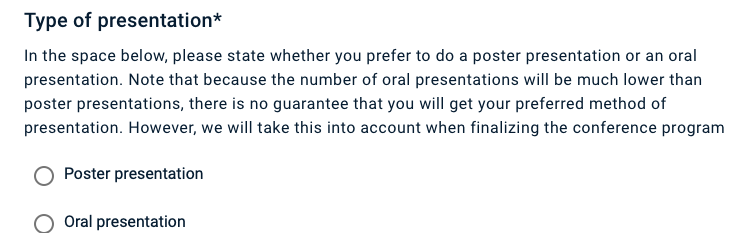 Type of presentation*
In the space below, please state whether you prefer to do a poster presentation or an oral
presentation. Note that because the number of oral presentations will be much lower than
poster presentations, there is no guarantee that you will get your preferred method of
presentation. However, we will take this into account when finalizing the conference program
Poster presentation
Oral presentation